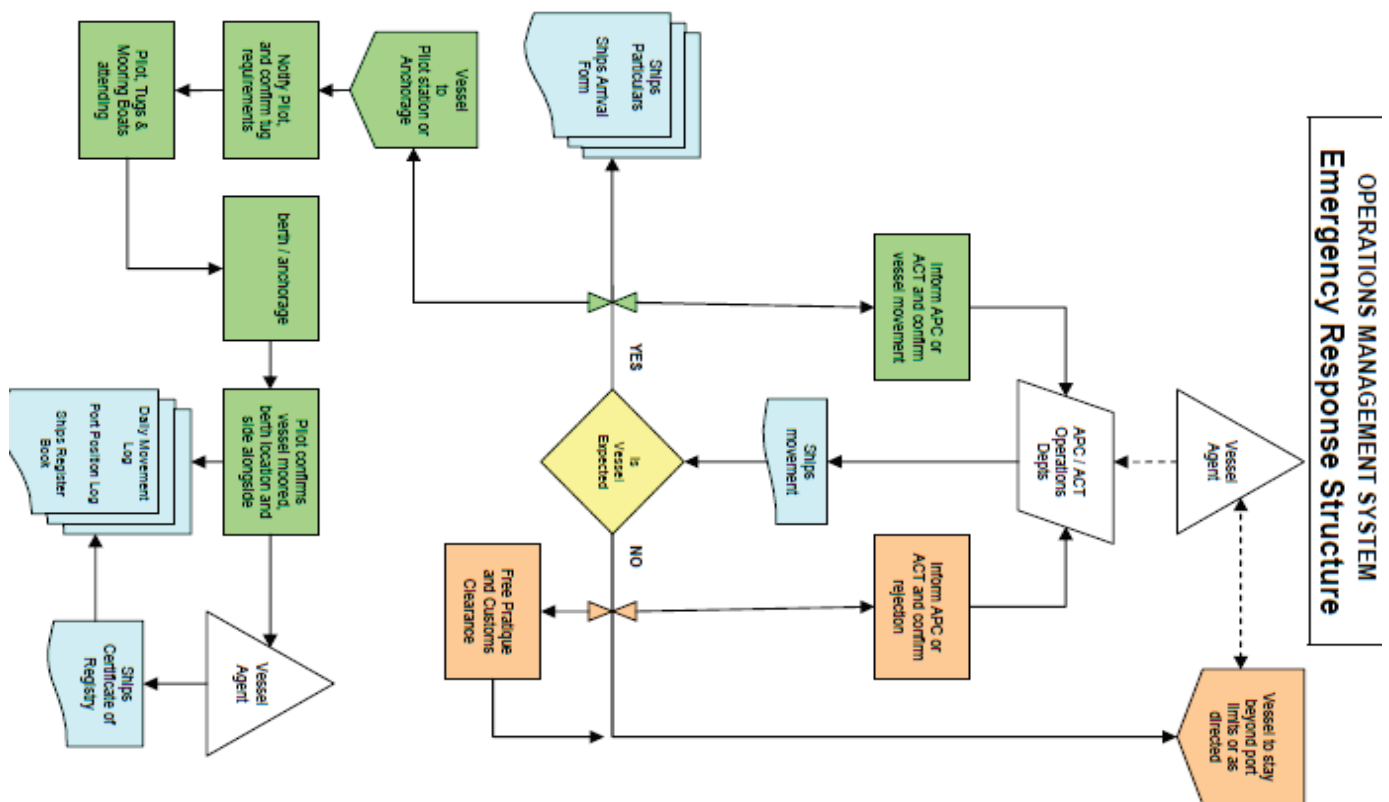 OPERATIONS MANAGEMENT SYSTEM
Emergency Response Structure
Vessel
Agent
Vessel to stay
beyond port
limits or as
directed
APC / ACT
Operations
Depts
Inform APC or
ACT and confirm
vessel movement
Inform APC or
ACT and confirm
rejection
Ships
movement
Is
Vessel
Expected
YES
NO
Ships
Particulars
Ships Arrival
Form
Free Pratique
and Customs
Clearance
Vessel
to
Pilot station or
Anchorage
Notify Pilot,
and confirm tug
requirements
Pilot, Tugs &
Mooring Boats
attending
berth / anchorage
Pilot confirms
vessel moored,
berth location and
side alongside
Vessel
Agent
Daily Movement
Log
Port Position Log
Ships Register
Book
Ships
Certificate of
Registry